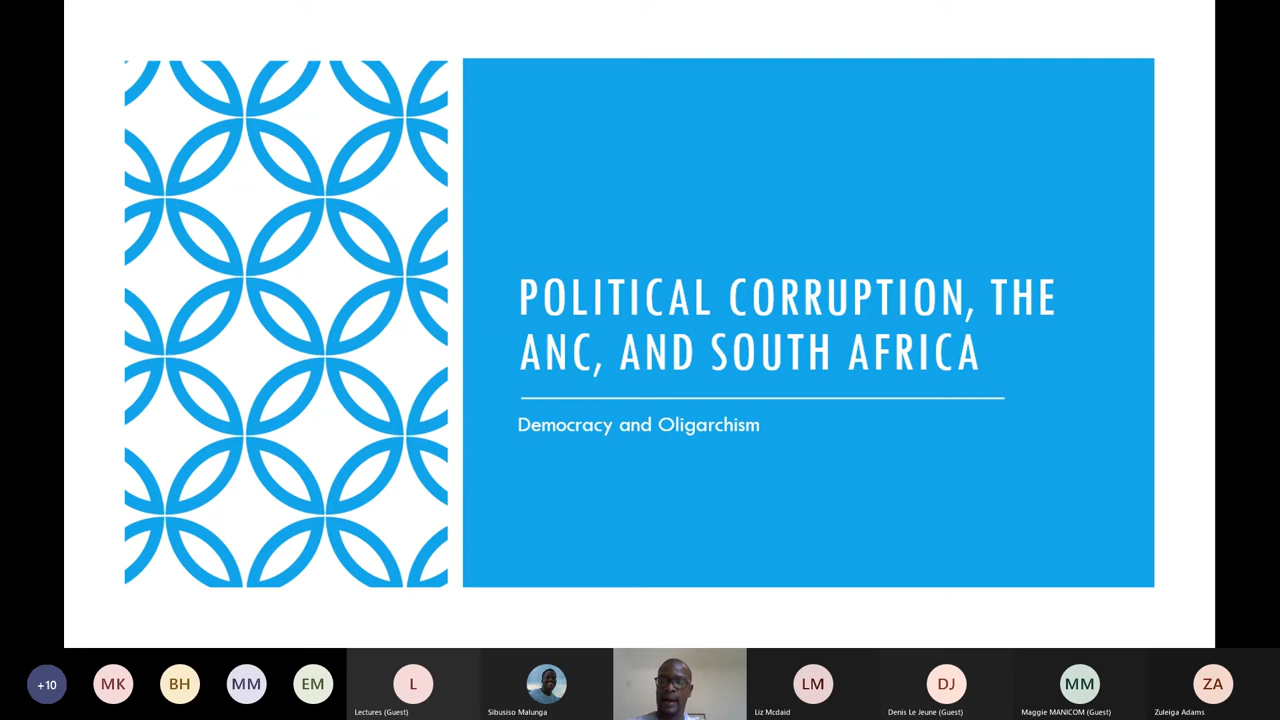 POLITICAL CORRUPTION, THE
ANC, AND SOUTH AFRICA
Democracy and Oligarchism
+10
MK
BH
MM
EM
L
Lectures (Guest)
Sibusiso Malunga
LM
Liz Mcdaid
DJ
Denis Le Jeune (Guest)
MM
Maggie MANICOM (Guest)
ZA
Zuleiga Adams